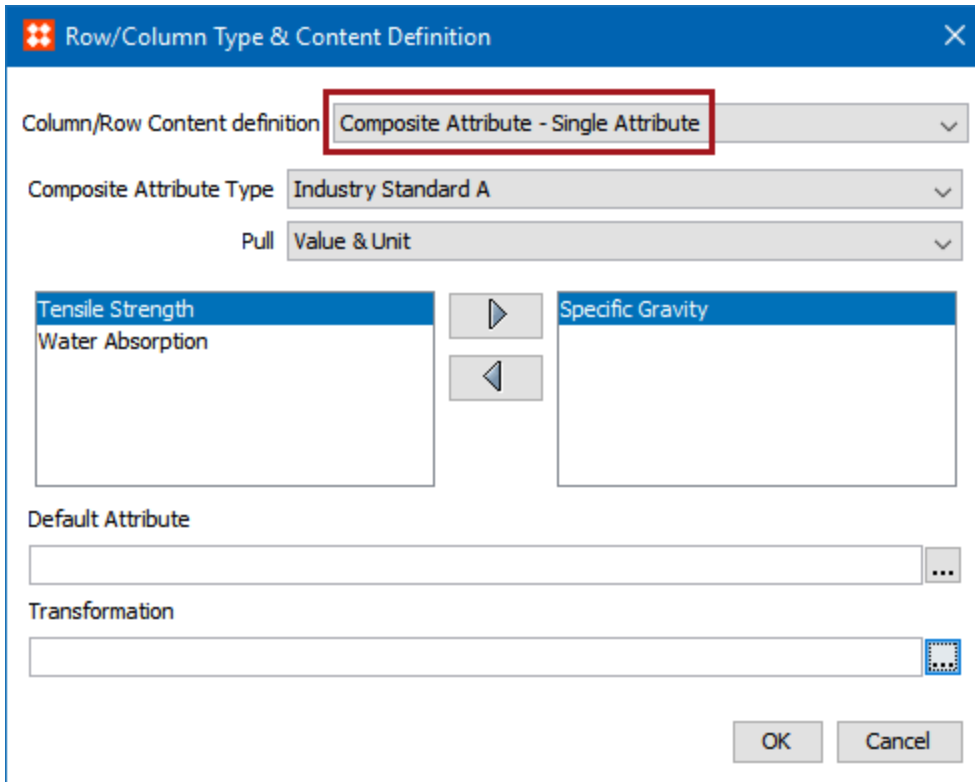 Row/Column Type & Content Definition
Column/Row Content definition Composite Attribute - Single Attribute
Composite Attribute Type Industry Standard A
Pull Value & Unit
Tensile Strength Specific Gravity
Water Absorption
Default Attribute
...
Transformation
...
OK Cancel